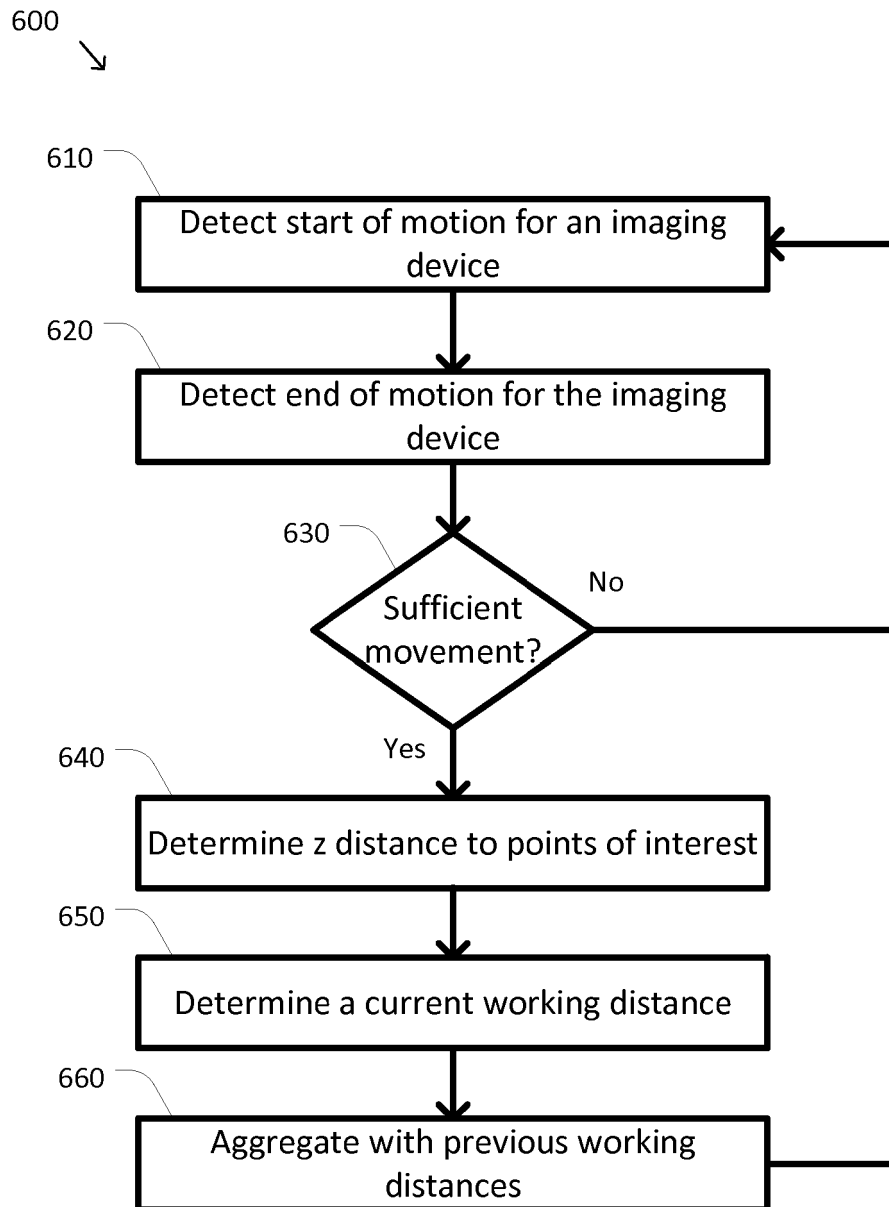 600
610
Detect start of motion for an imaging
device
620
Detect end of motion for the imaging
device
630
No
Sufficient
movement?
Yes
640
Determine z distance to points of interest
650
Determine a current working distance
660
Aggregate with previous working
distances